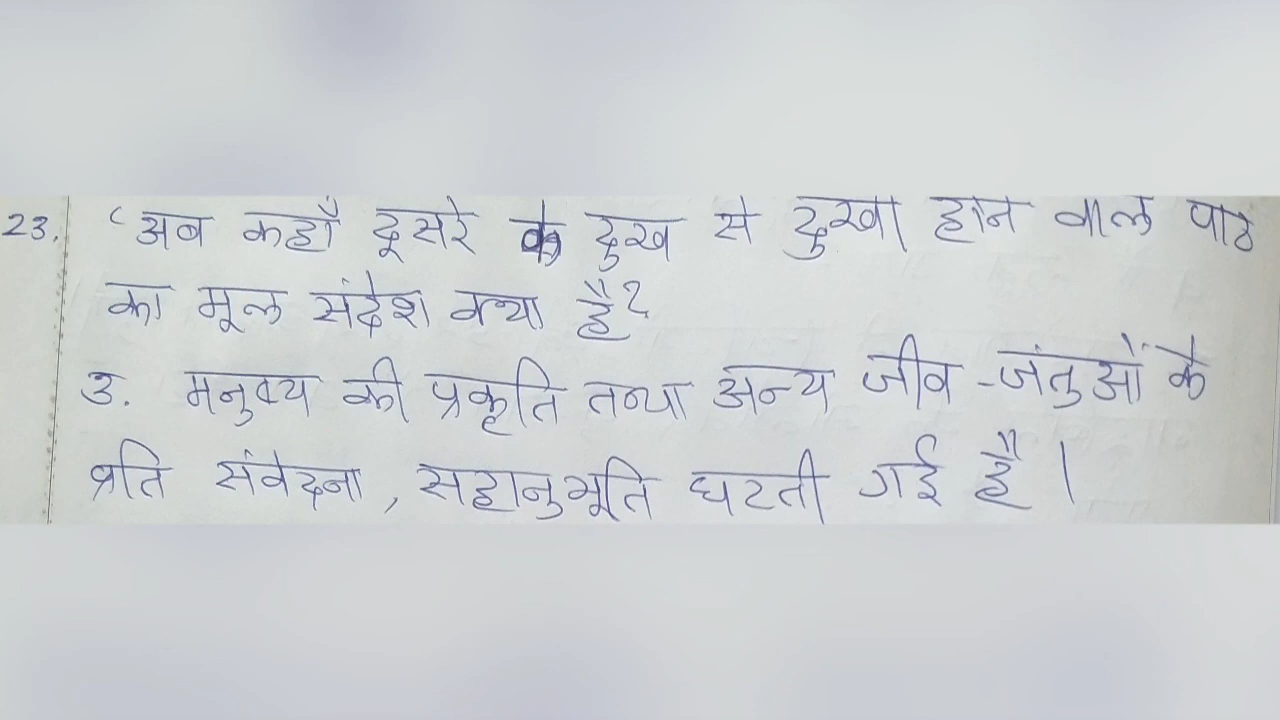 23. ‘अब कहाँ दूसरे के दुख से दुखी होने वाले पाठ
का मूल संदेश क्या है?
उ. मनुष्य की प्रकृति तथा अन्य जीव-जंतुओं के
प्रति संवेदना, सहानुभूति घटती गई है।